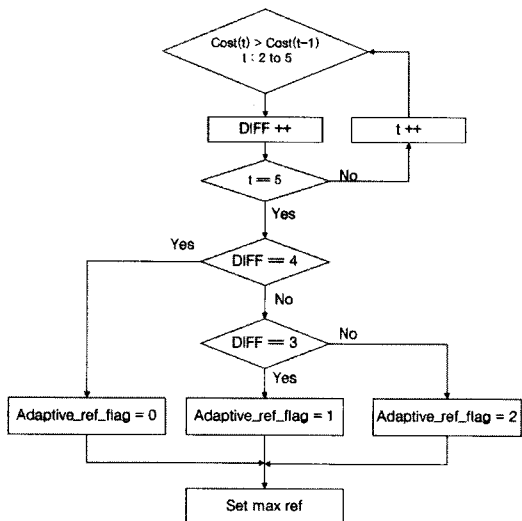 Cost(t) > Cost(t-1)
t : 2 to 5
DIFF ++
t ++
t == 5
No
Yes
Yes
DIFF == 4
No
DIFF == 3
No
Yes
Adaptive_ref_flag = 0
Adaptive_ref_flag = 1
Adaptive_ref_flag = 2
Set max ref